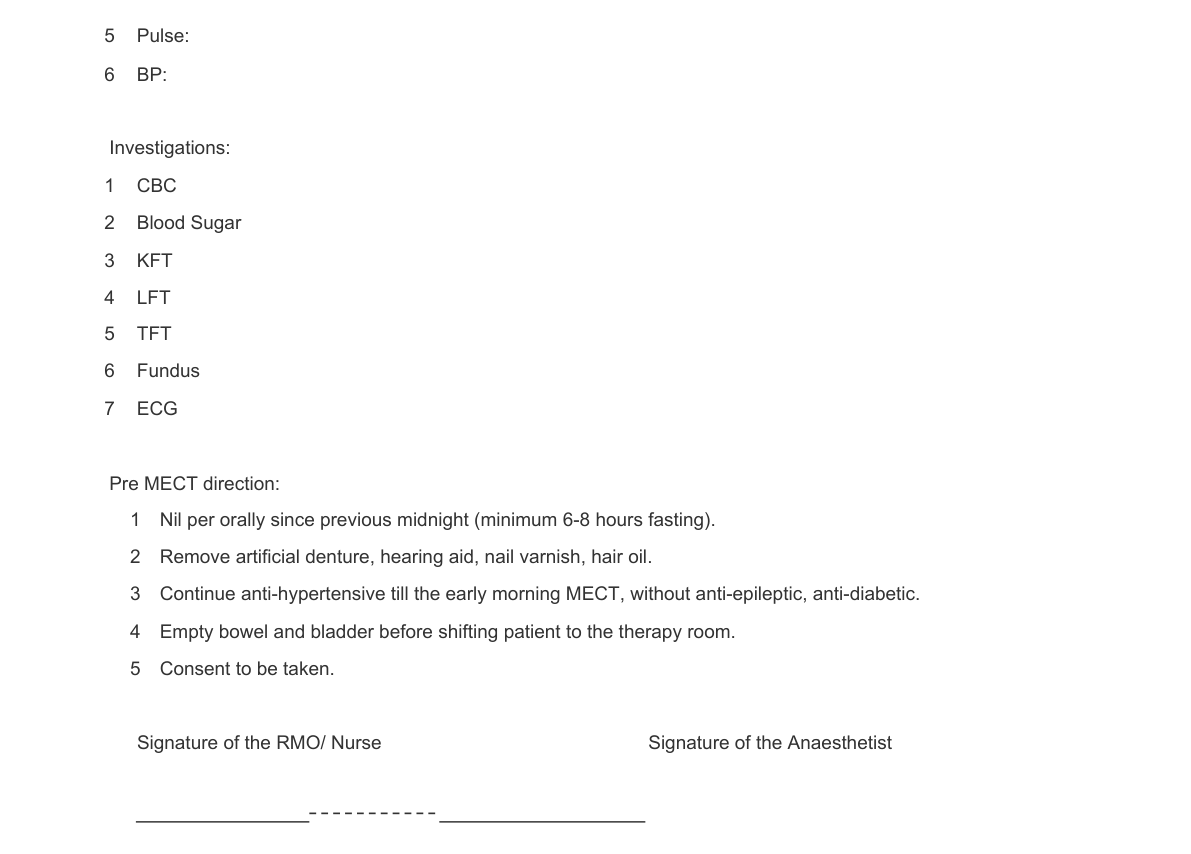 5 Pulse:
6 BP:
Investigations:
1 CBC
2 Blood Sugar
3 KFT
4 LFT
5 TFT
6 Fundus
7 ECG
Pre MECT direction:
1 Nil per orally since previous midnight (minimum 6-8 hours fasting).
2 Remove artificial denture, hearing aid, nail varnish, hair oil.
3 Continue anti-hypertensive till the early morning MECT, without anti-epileptic, anti-diabetic.
4 Empty bowel and bladder before shifting patient to the therapy room.
5 Consent to be taken.
Signature of the RMO/ Nurse Signature of the Anaesthetist